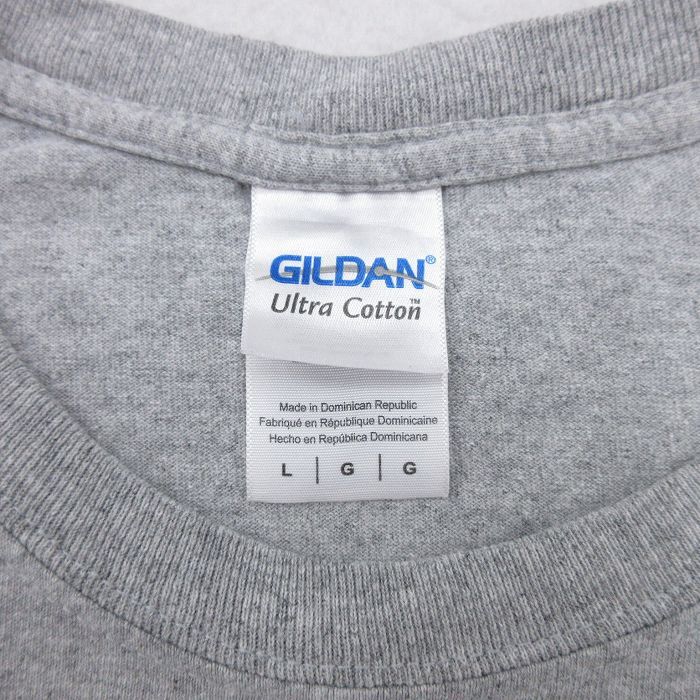 GILDAN®
Ultra Cotton™
Made in Dominican Republic
Fabriqué en République Dominicaine
Hecho en República Dominicana
L | G | G